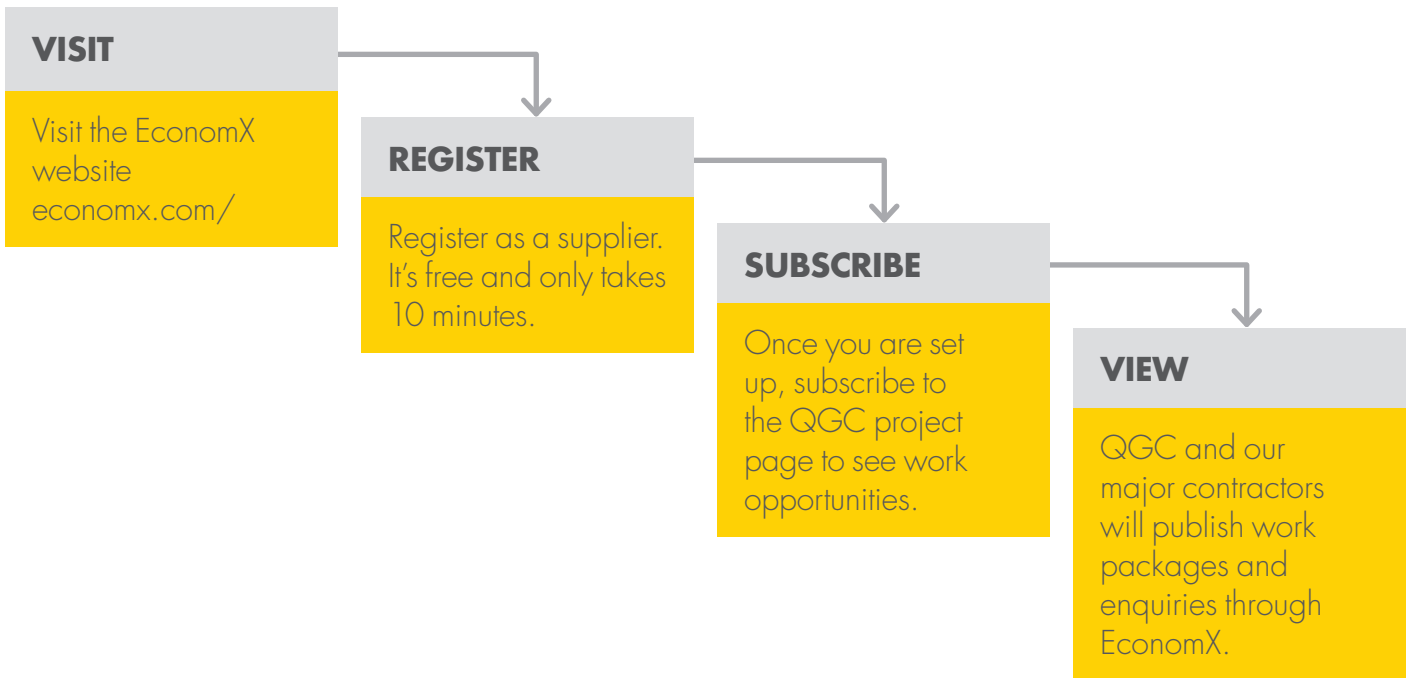 VISIT
Visit the EconomX
website
economx.com/
REGISTER
Register as a supplier.
It's free and only takes
10 minutes.
SUBSCRIBE
Once you are set
up, subscribe to
the QGC project
page to see work
opportunities.
VIEW
QGC and our
major contractors
will publish work
packages and
enquiries through
EconomX.